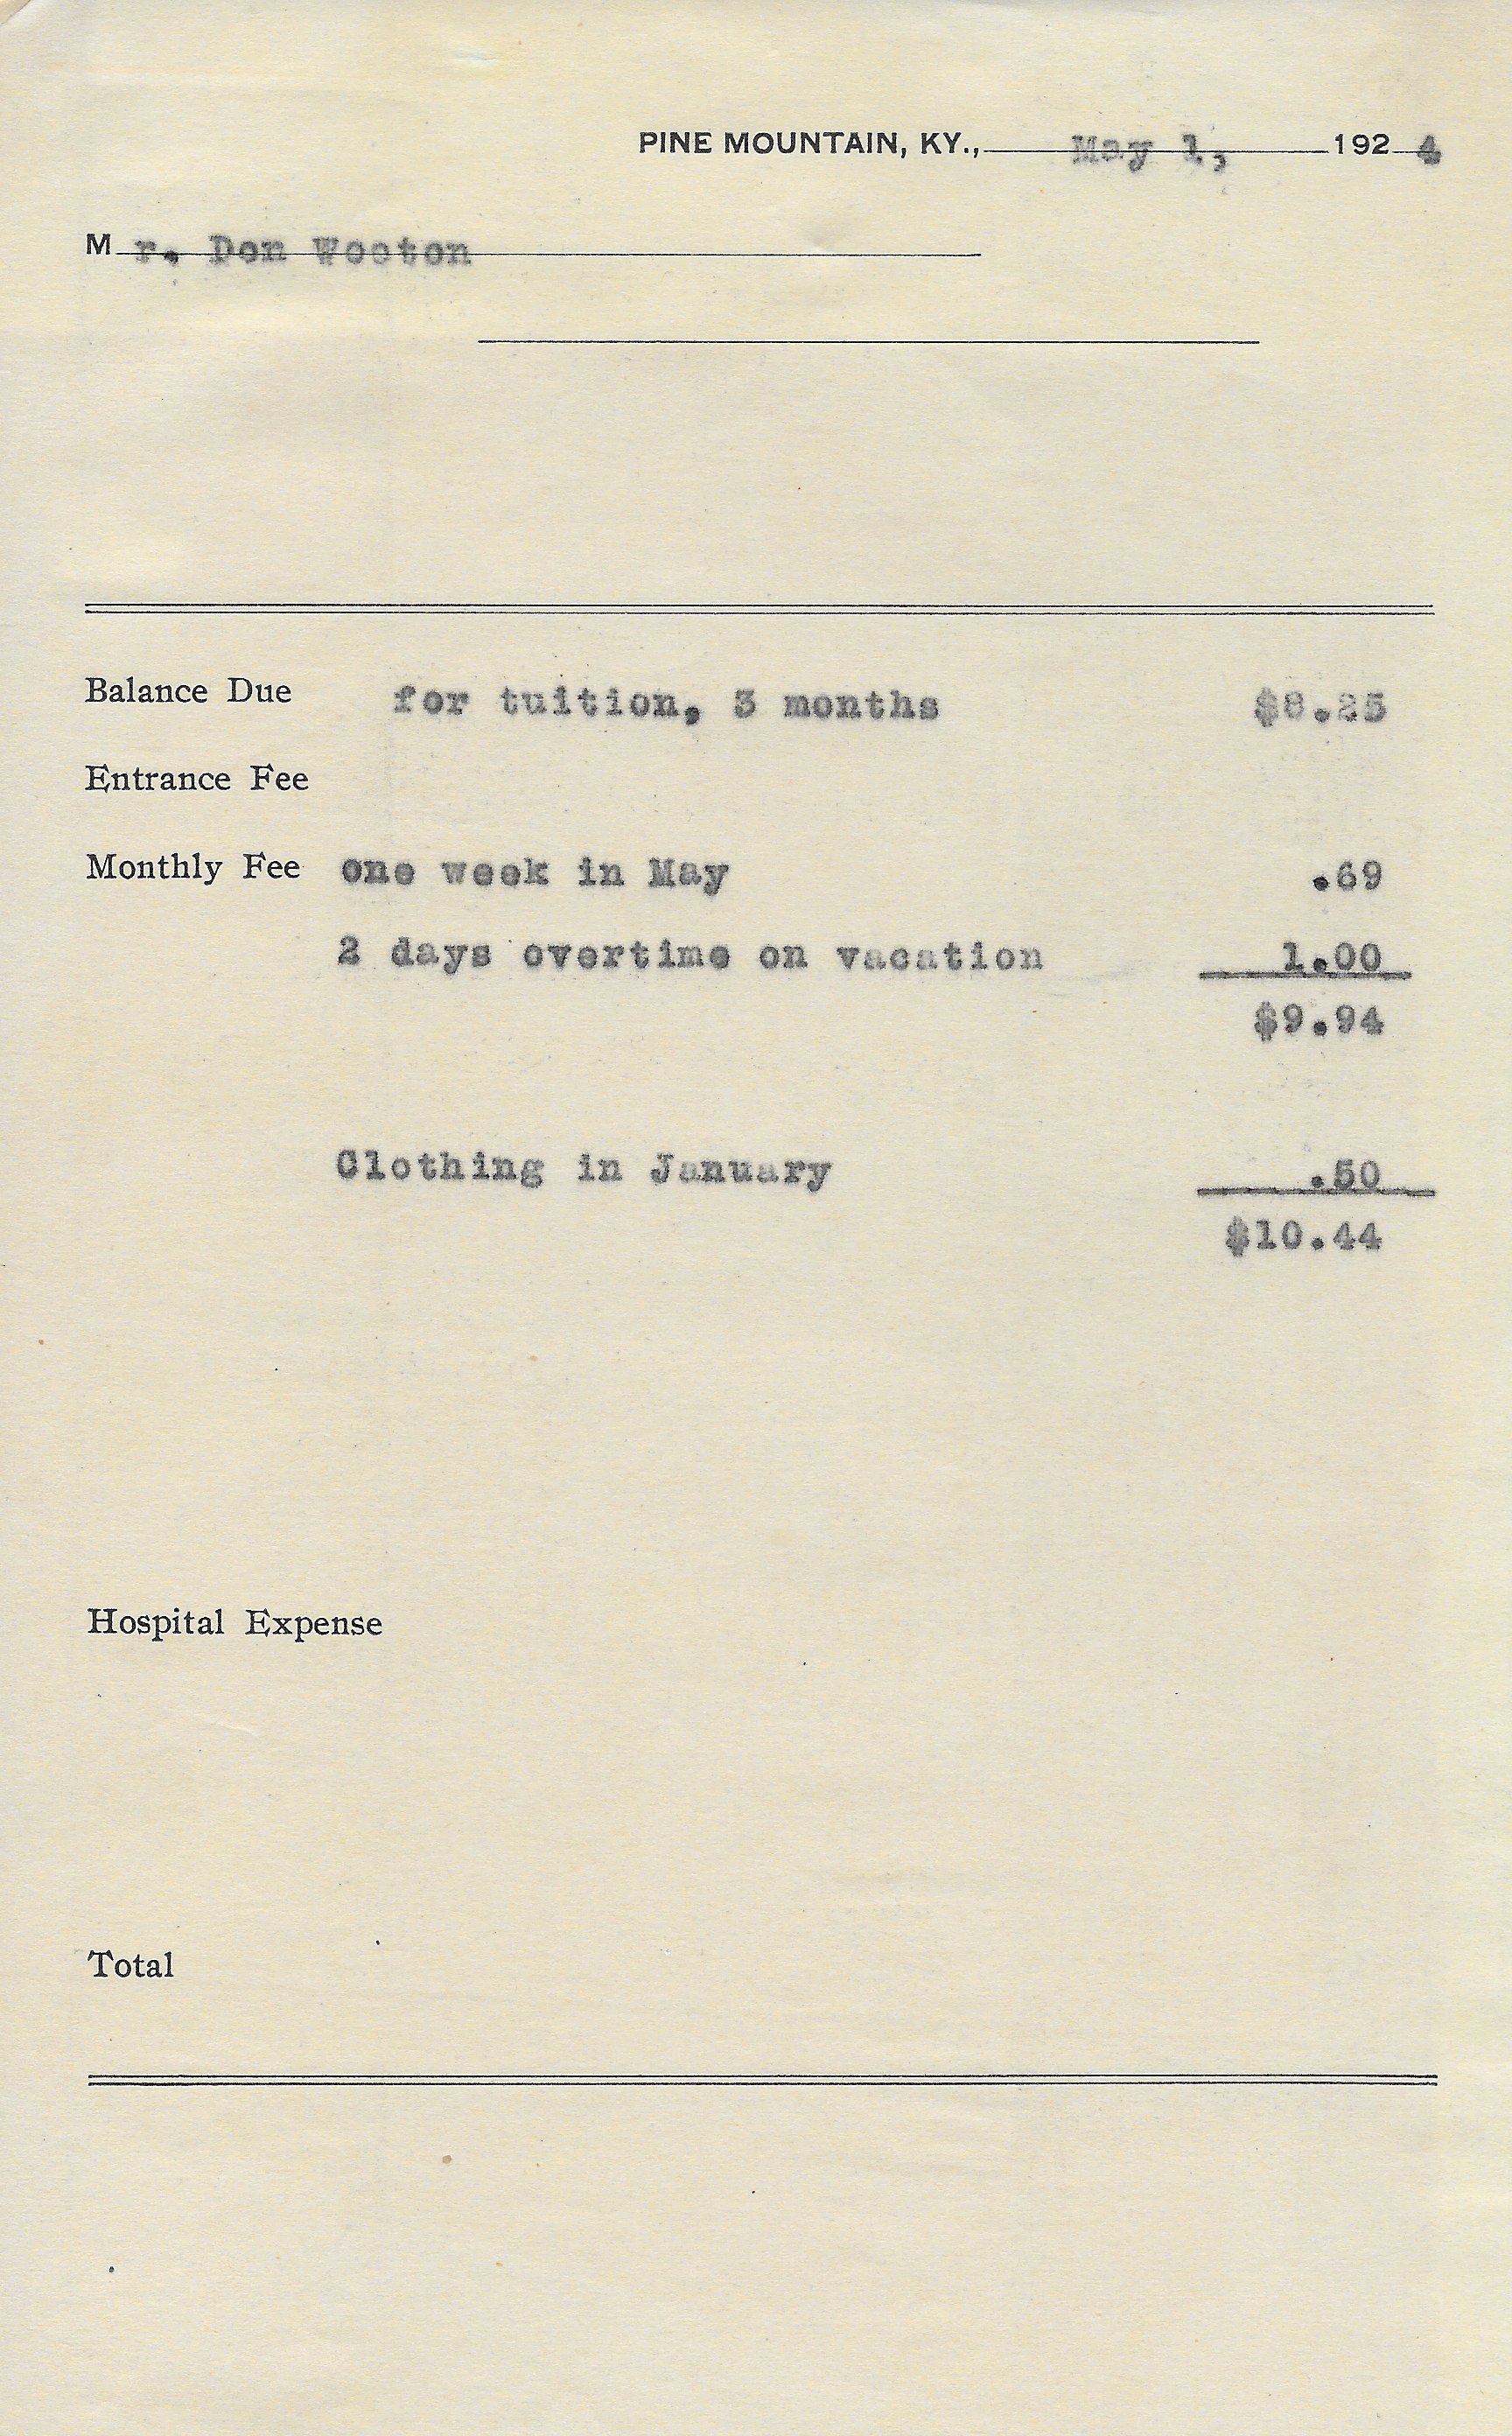 PINE MOUNTAIN, KY., May 1, 192 4
Mr. Don Wooton
Balance Due for tuition, 3 months $8.25
Entrance Fee
Monthly Fee one week in May .69
2 days overtime on vacation 1.00
$9.94
Clothing in January .50
$10.44
Hospital Expense
Total